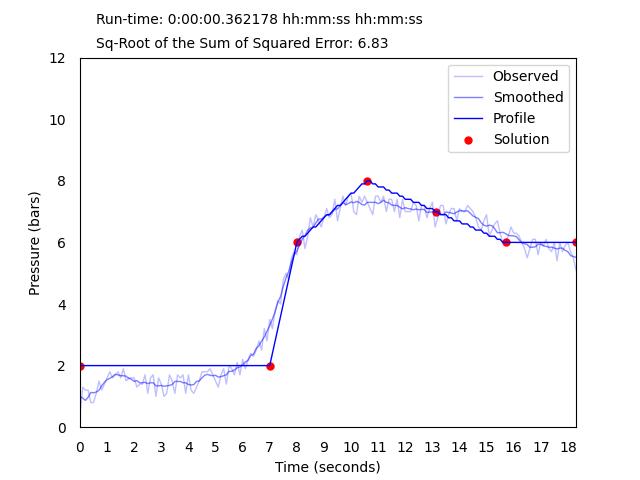 Run-time: 0:00:00.362178 hh:mm:ss hh:mm:ss
Sq-Root of the Sum of Squared Error: 6.83
Observed
Smoothed
Profile
Solution
12
10
8
6
4
2
0
Pressure (bars)
0 1 2 3 4 5 6 7 8 9 10 11 12 13 14 15 16 17 18
Time (seconds)